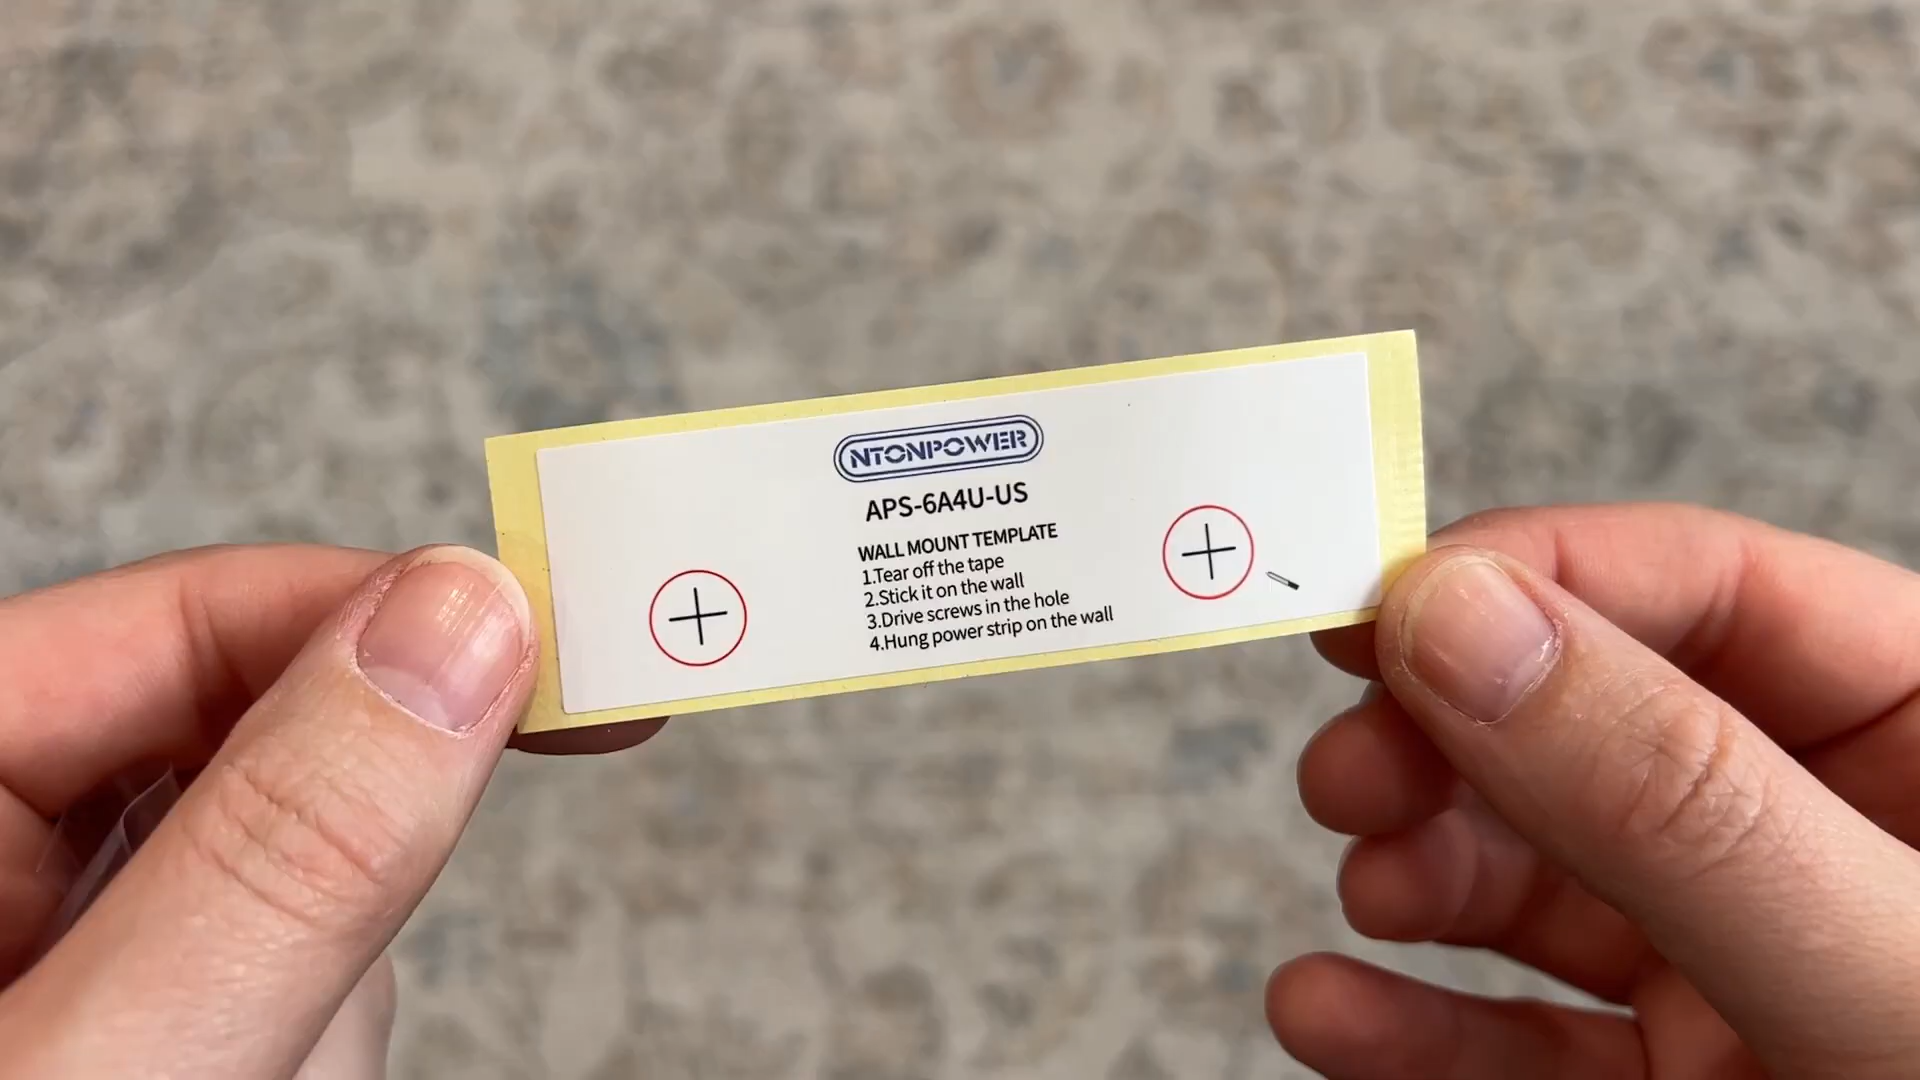 NTONPOWER
APS-6A4U-US
WALL MOUNT TEMPLATE
1.Tear off the tape
2.Stick it on the wall
3.Drive screws in the hole
4.Hung power strip on the wall